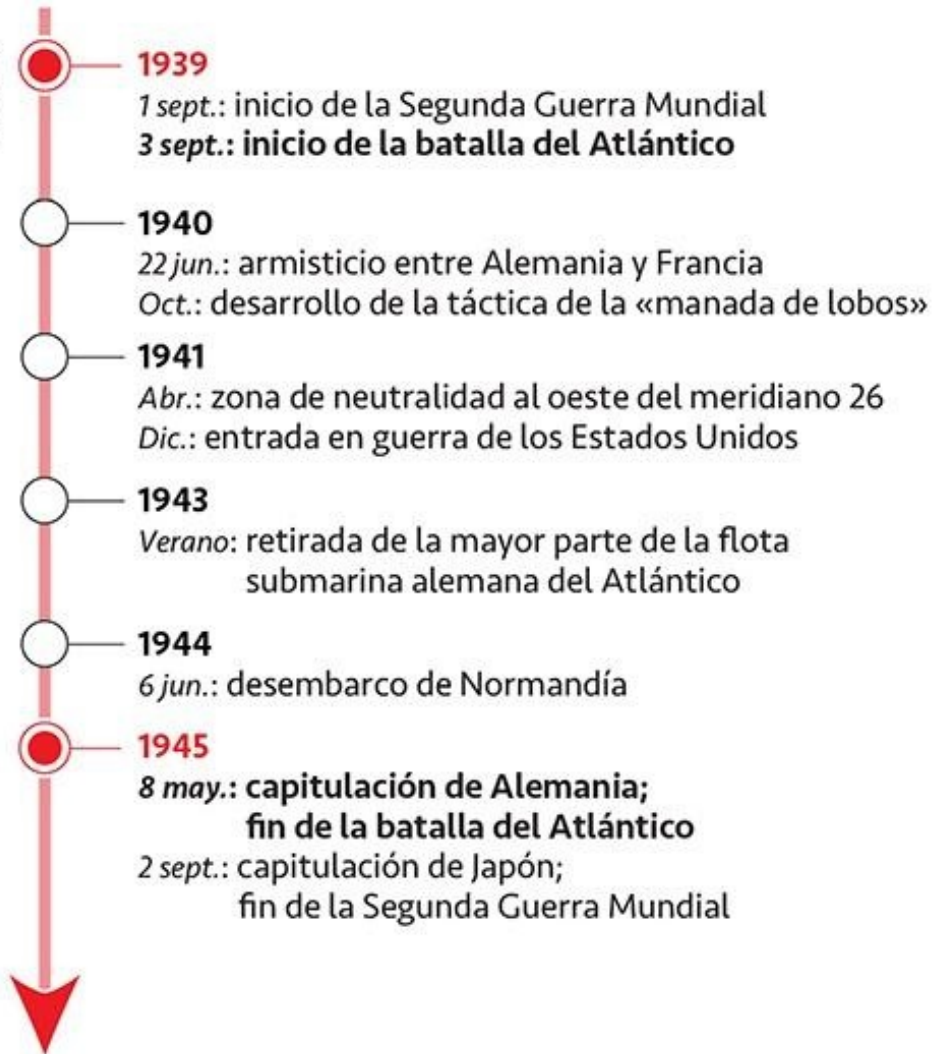 1939
1 sept.: inicio de la Segunda Guerra Mundial
3 sept.: inicio de la batalla del Atlántico
1940
22 jun.: armisticio entre Alemania y Francia
Oct.: desarrollo de la táctica de la «manada de lobos»
1941
Abr.: zona de neutralidad al oeste del meridiano 26
Dic.: entrada en guerra de los Estados Unidos
1943
Verano: retirada de la mayor parte de la flota
submarina alemana del Atlántico
1944
6 jun.: desembarco de Normandía
1945
8 may.: capitulación de Alemania;
fin de la batalla del Atlántico
2 sept.: capitulación de Japón;
fin de la Segunda Guerra Mundial